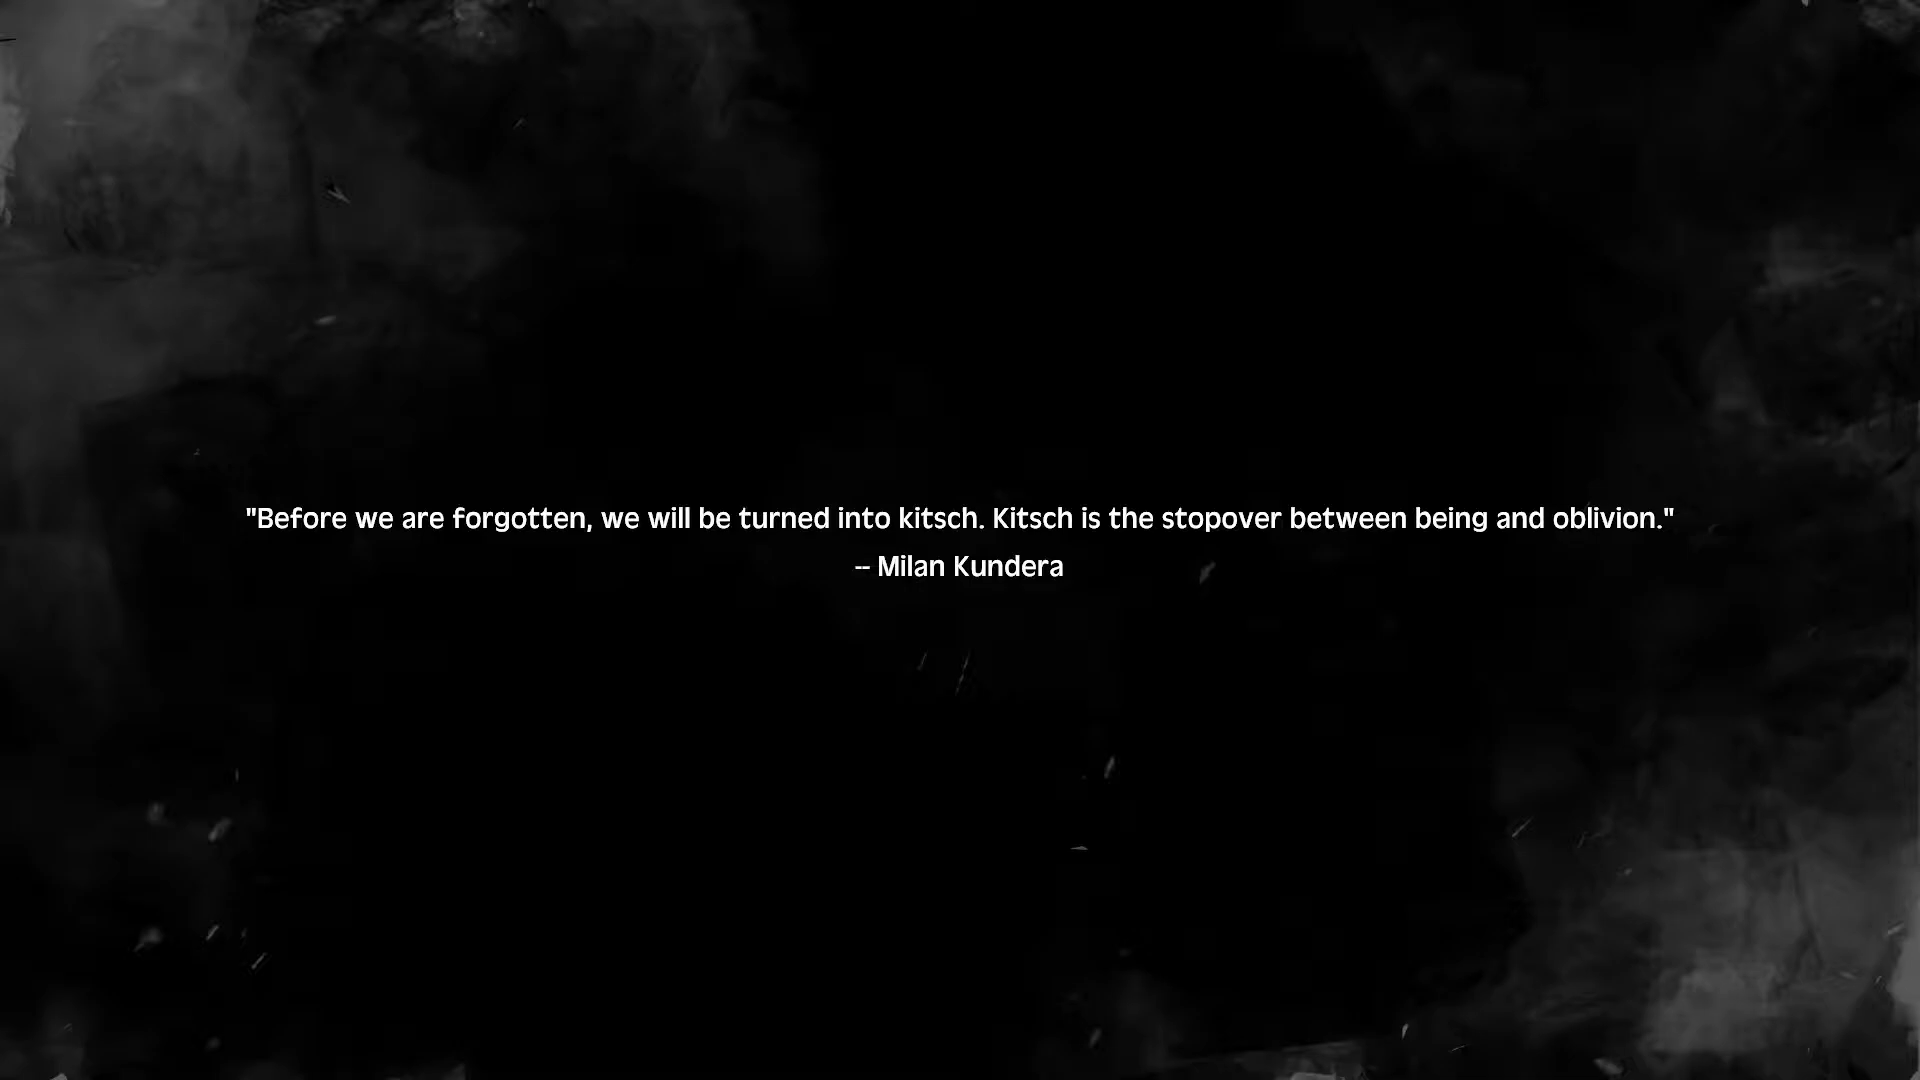 "Before we are forgotten, we will be turned into kitsch. Kitsch is the stopover between being and oblivion."
-- Milan Kundera